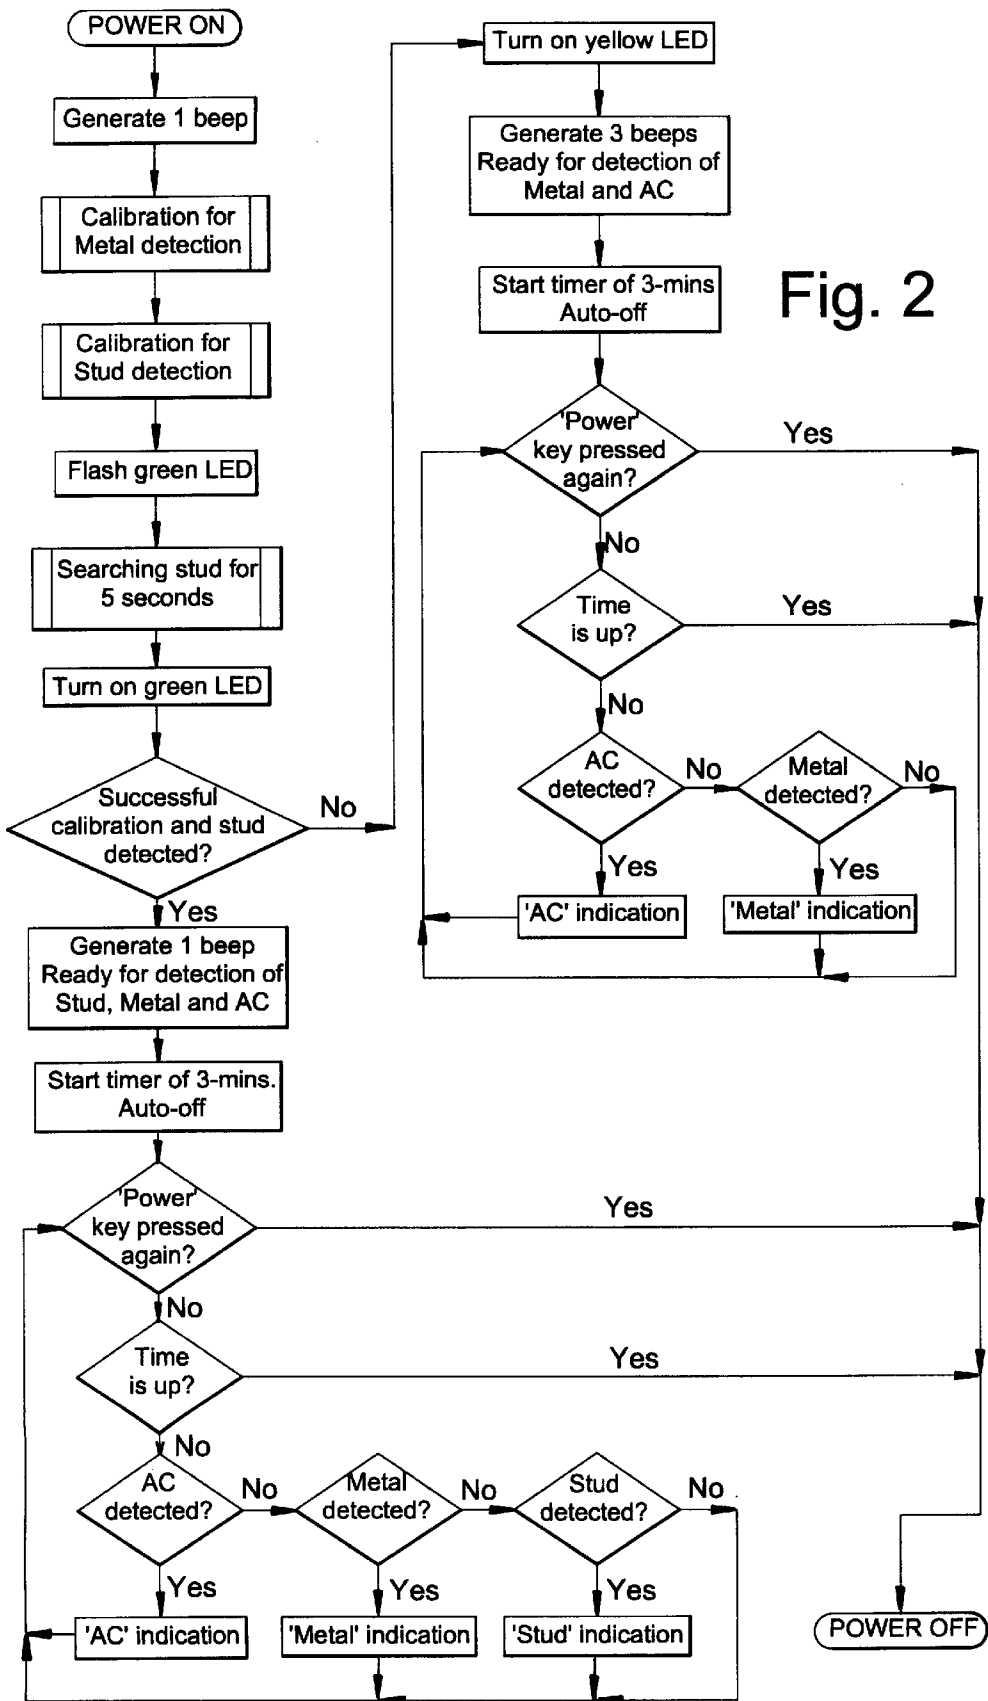 POWER ON
Generate 1 beep
Calibration for
Metal detection
Calibration for
Stud detection
Flash green LED
Searching stud for
5 seconds
Turn on green LED
Successful
calibration and stud
detected?
No
Yes
Turn on yellow LED
Generate 3 beeps
Ready for detection of
Metal and AC
Start timer of 3-mins
Auto-off
Fig. 2
'Power'
key pressed
again?
Yes
No
Time
is up?
Yes
No
AC
detected?
No
Metal
detected?
No
Yes
Yes
'AC' indication
'Metal' indication
Generate 1 beep
Ready for detection of
Stud, Metal and AC
Start timer of 3-mins.
Auto-off
'Power'
key pressed
again?
Yes
No
Time
is up?
Yes
No
AC
detected?
No
Metal
detected?
No
Stud
detected?
No
Yes
Yes
Yes
'AC' indication
'Metal' indication
'Stud' indication
POWER OFF